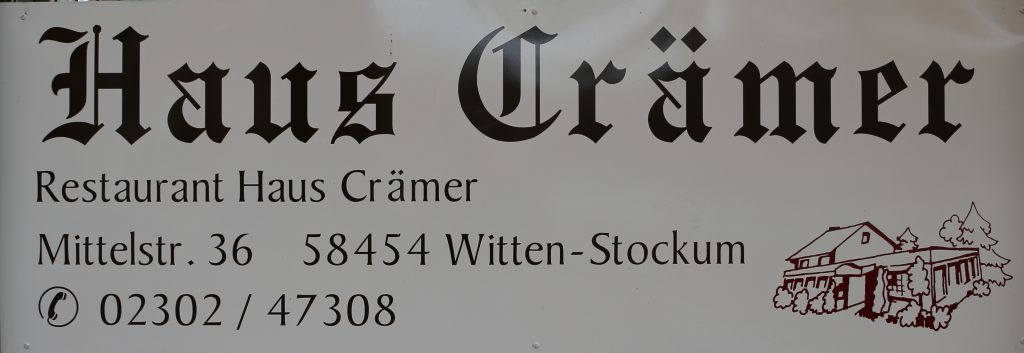 Haus Crämer
Restaurant Haus Crämer
Mittelstr. 36 58454 Witten-Stockum
✆ 02302 / 47308